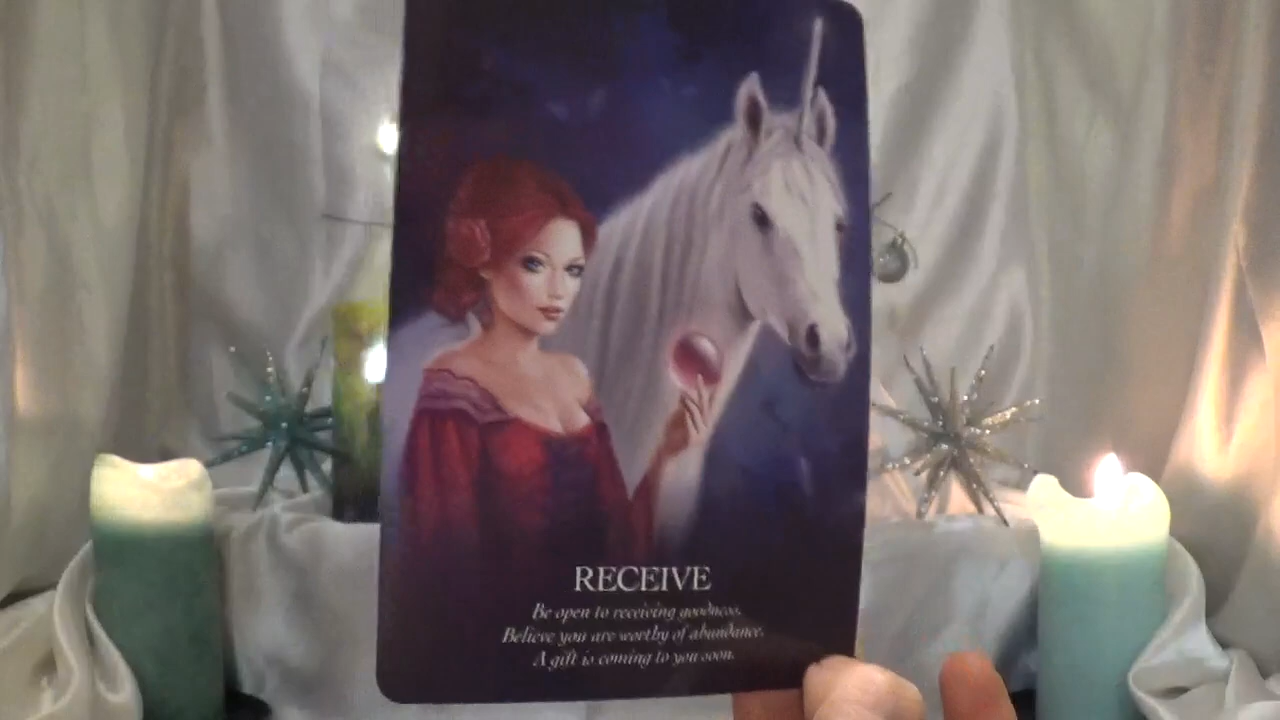 RECEIVE
Be open to receiving goodness.
Believe you are worthy of abundance.
A gift is coming to you soon.